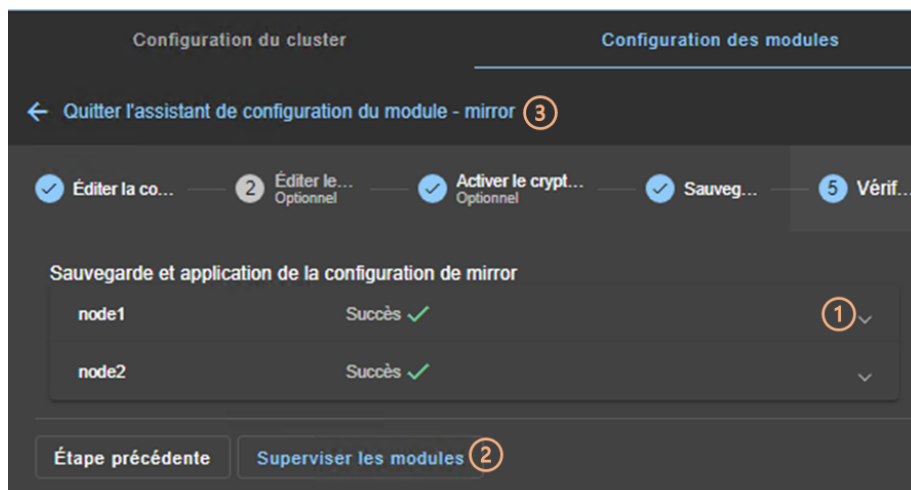 Configuration du cluster Configuration des modules
← Quitter l'assistant de configuration du module - mirror 3
Éditer la co... 2 Éditer le... Activer le crypt... Sauveg... 5 Vérif...
Optionnel Optionnel
Sauvegarde et application de la configuration de mirror
node1 Succès ✓ 1
node2 Succès ✓
Étape précédente Superviser les modules 2